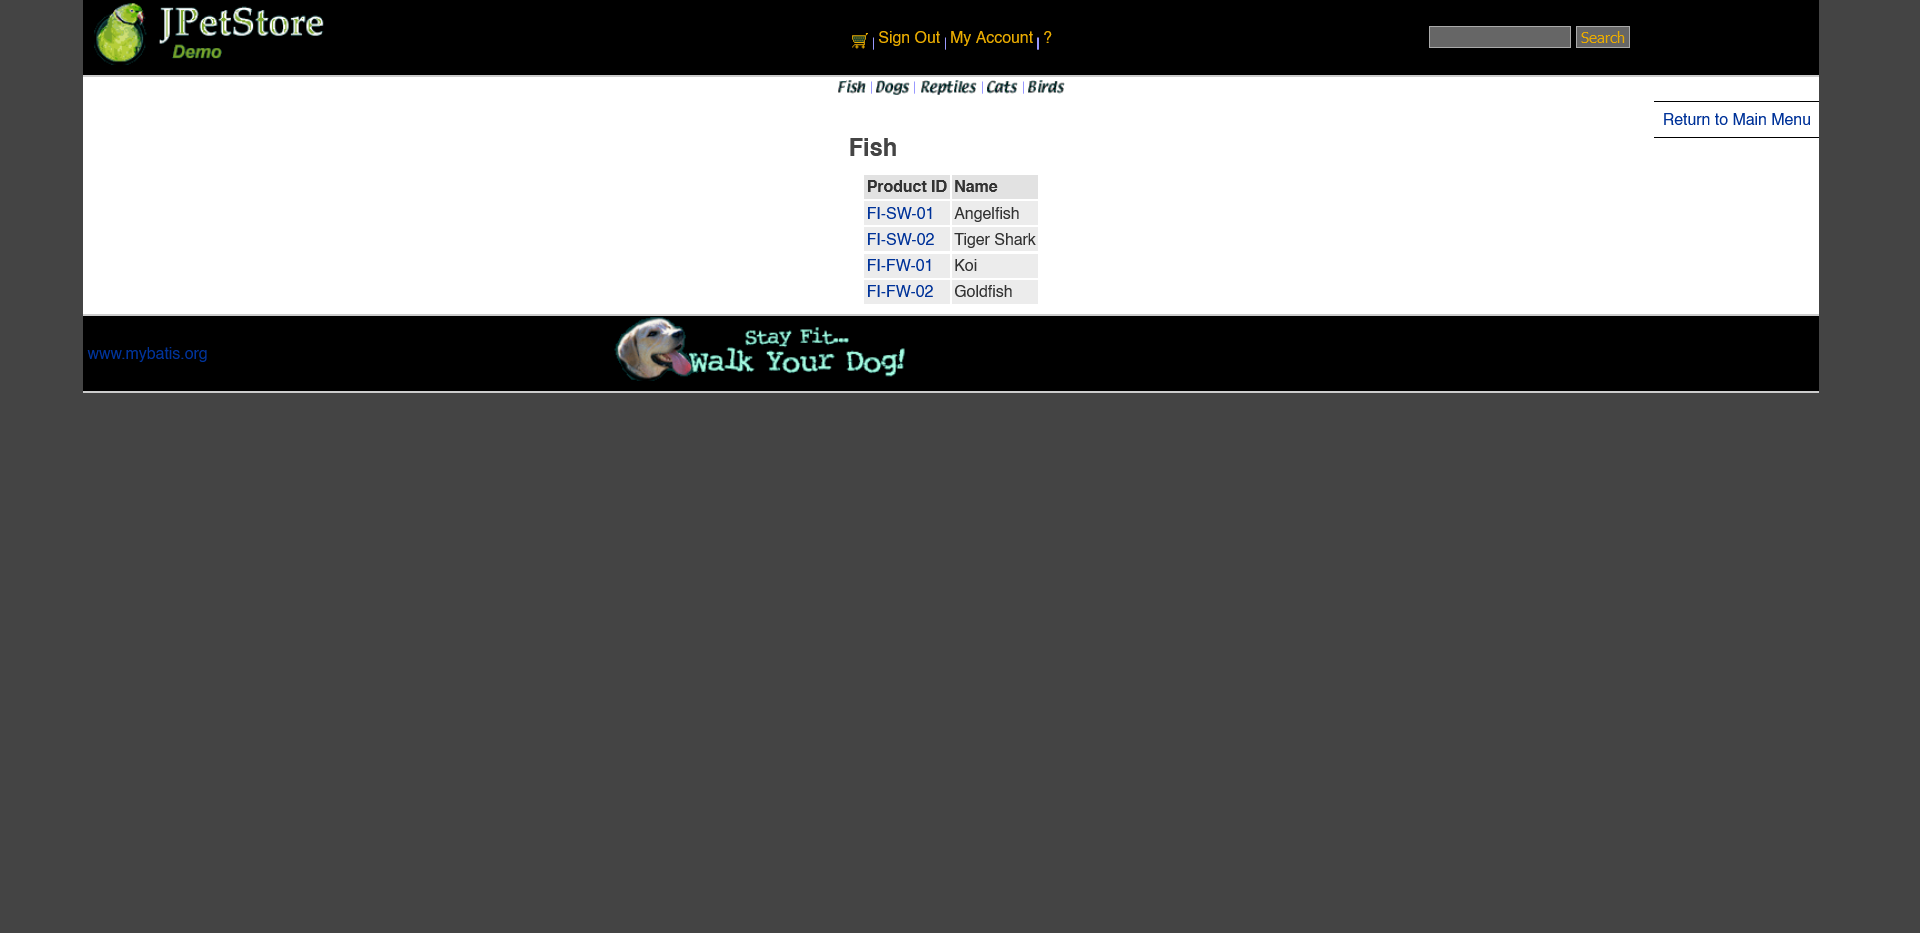 JPetStore
Demo
Sign Out | My Account | ?
Search
Fish | Dogs | Reptiles | Cats | Birds
Return to Main Menu
Fish
Product ID Name
FI-SW-01 Angelfish
FI-SW-02 Tiger Shark
FI-FW-01 Koi
FI-FW-02 Goldfish
www.mybatis.org
Stay Fit...
Walk Your Dog!